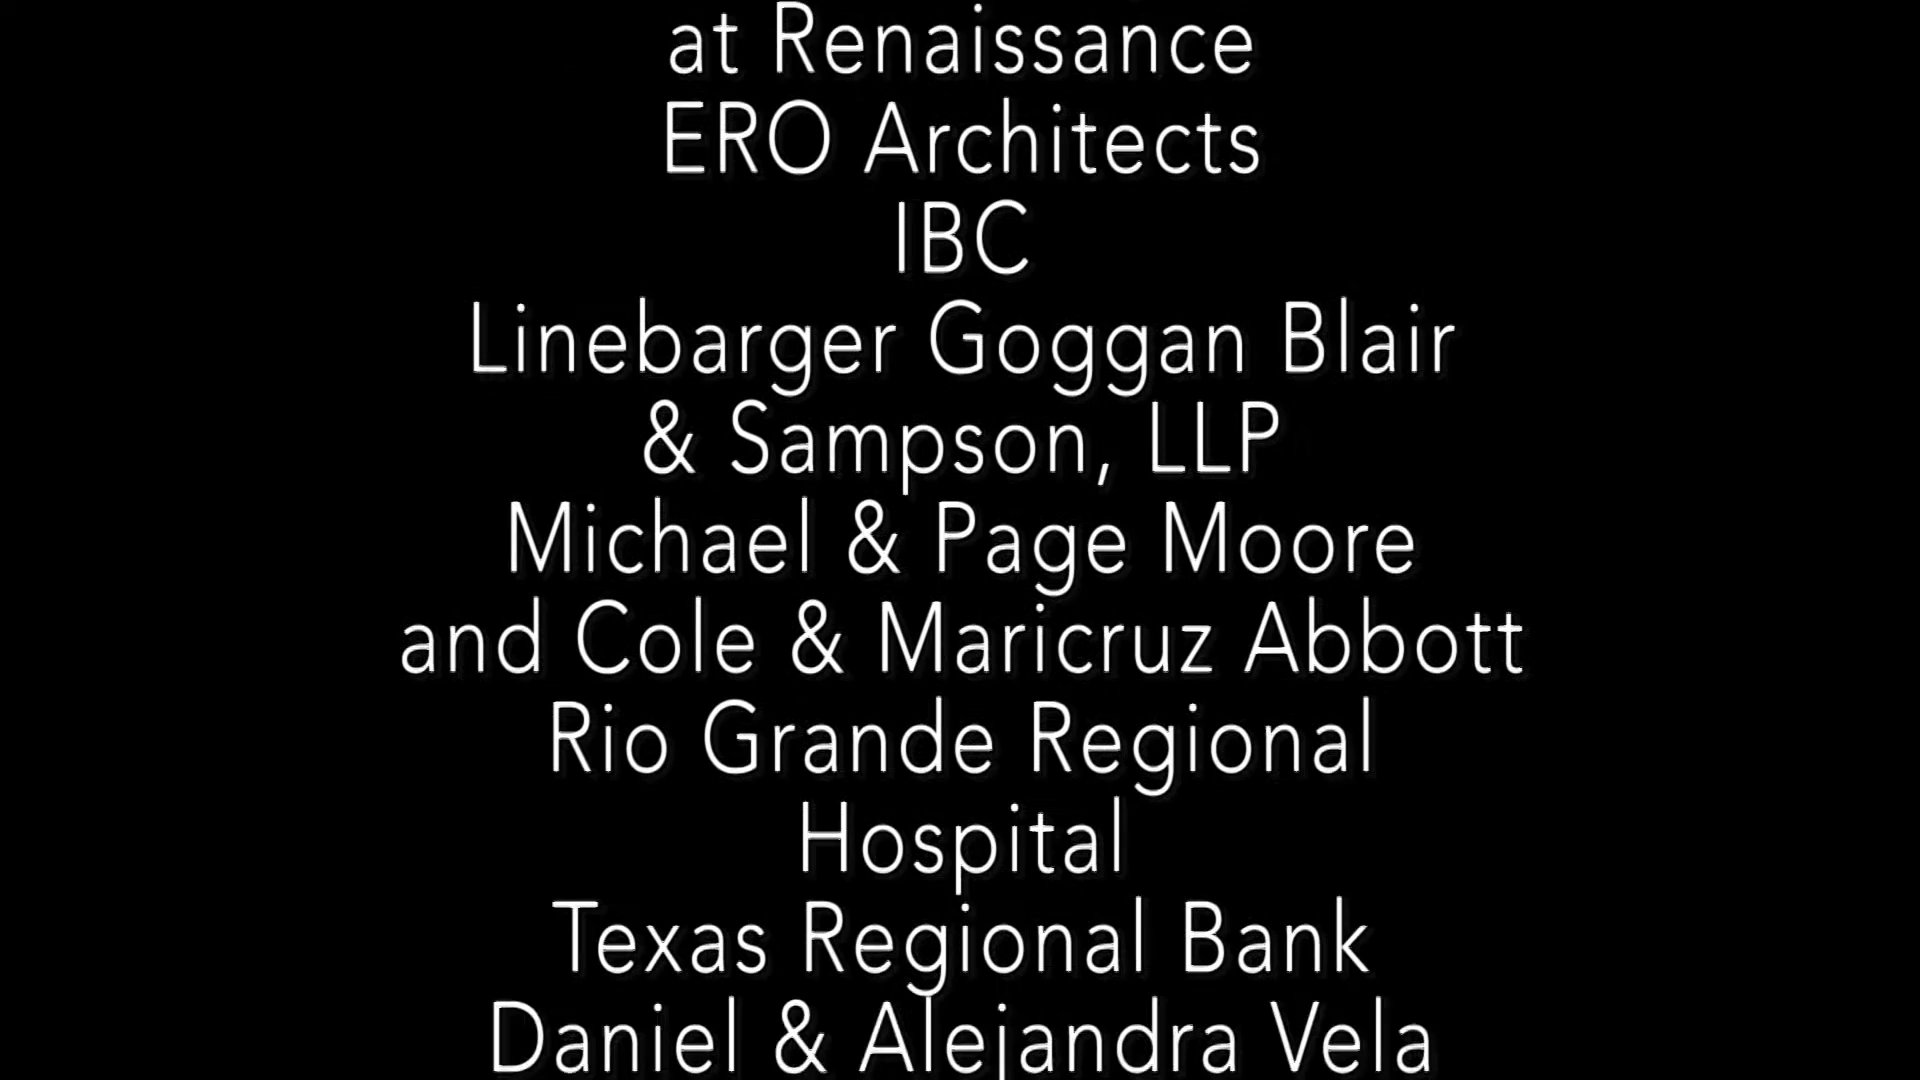 at Renaissance
ERO Architects
IBC
Linebarger Goggan Blair
& Sampson, LLP
Michael & Page Moore
and Cole & Maricruz Abbott
Rio Grande Regional
Hospital
Texas Regional Bank
Daniel & Alejandra Vela